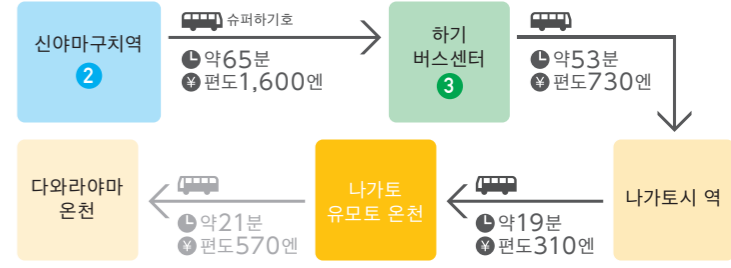 신야마구치역
2
슈퍼하기호
약65분
¥ 편도1,600엔
하기
버스센터
3
약53분
¥ 편도730엔
나가토시 역
약19분
¥ 편도310엔
나가토
유모토 온천
약21분
¥ 편도570엔
다와라야마
온천